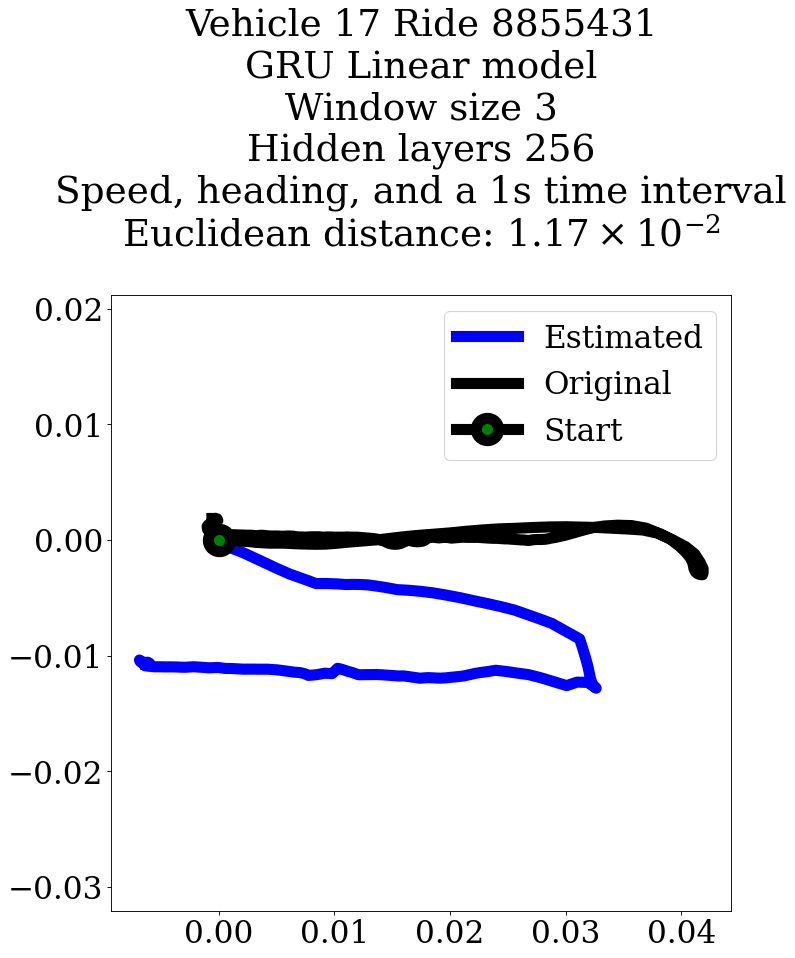 Vehicle 17 Ride 8855431
GRU Linear model
Window size 3
Hidden layers 256
Speed, heading, and a 1s time interval
Euclidean distance: 1.17 × 10⁻²
Estimated
Original
Start
0.02
0.01
0.00
−0.01
−0.02
−0.03
0.00 0.01 0.02 0.03 0.04